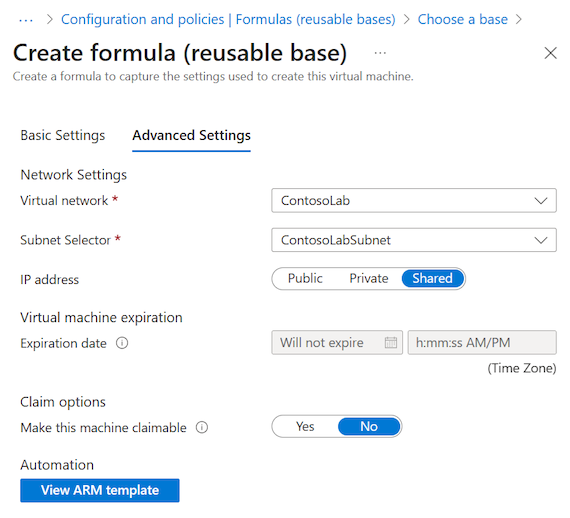 ... > Configuration and policies | Formulas (reusable bases) > Choose a base >
Create formula (reusable base) ...
Create a formula to capture the settings used to create this virtual machine.
Basic Settings Advanced Settings
Network Settings
Virtual network * ContosoLab
Subnet Selector * ContosoLabSubnet
IP address Public Private Shared
Virtual machine expiration
Expiration date Will not expire h:mm:ss AM/PM
(Time Zone)
Claim options
Make this machine claimable Yes No
Automation
View ARM template